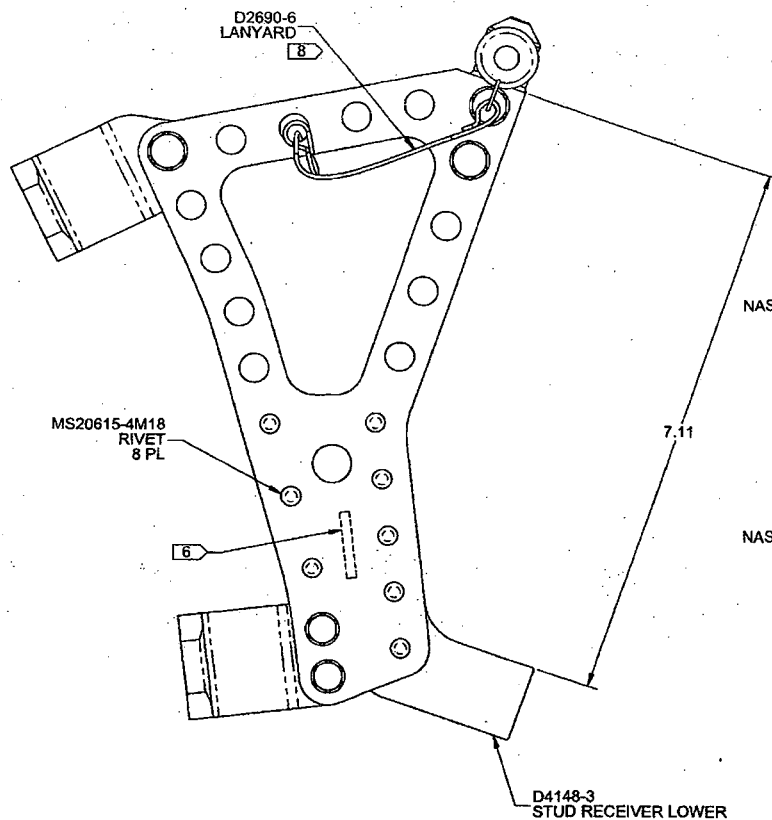 D2690-6
LANYARD
8
NAS
7.11
MS20615-4M18
RIVET
8 PL
6
NAS
D4148-3
STUD RECEIVER LOWER